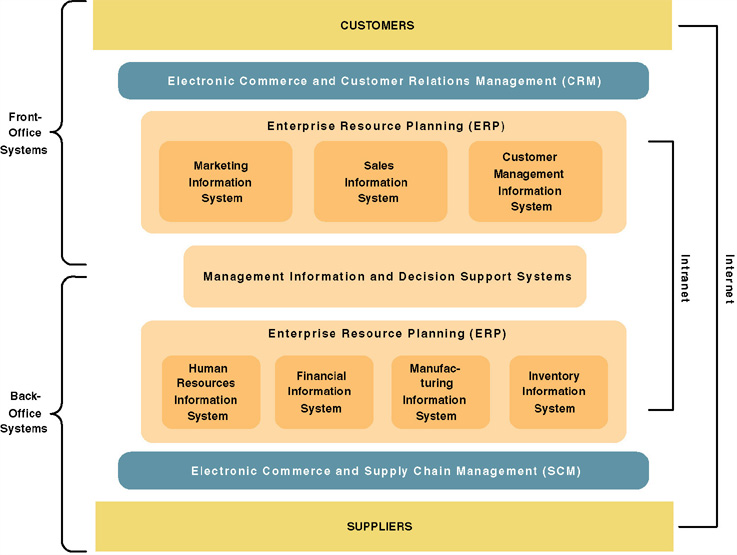 CUSTOMERS
Electronic Commerce and Customer Relations Management (CRM)
Front-
Office
Systems
Enterprise Resource Planning (ERP)
Marketing
Information
System
Sales
Information
System
Customer
Management
Information
System
Management Information and Decision Support Systems
Intranet
Internet
Back-
Office
Systems
Enterprise Resource Planning (ERP)
Human
Resources
Information
System
Financial
Information
System
Manufac-
turing
Information
System
Inventory
Information
System
Electronic Commerce and Supply Chain Management (SCM)
SUPPLIERS